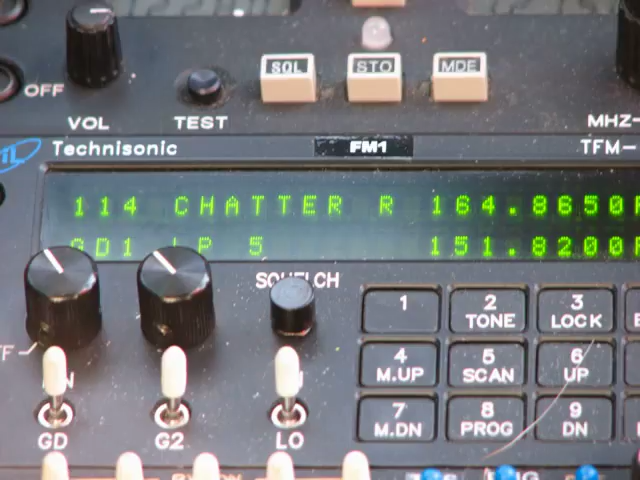 SQL STO MDE
OFF
VOL TEST MHZ-
Technisonic FM1 TFM-
114 CHATTER R 164.8650
GD1 LP 5 151.8200
SQUELCH
1 2 TONE 3 LOCK
4 M.UP 5 SCAN 6 UP
7 M.DN 8 PROG 9 DN
GD G2 LO